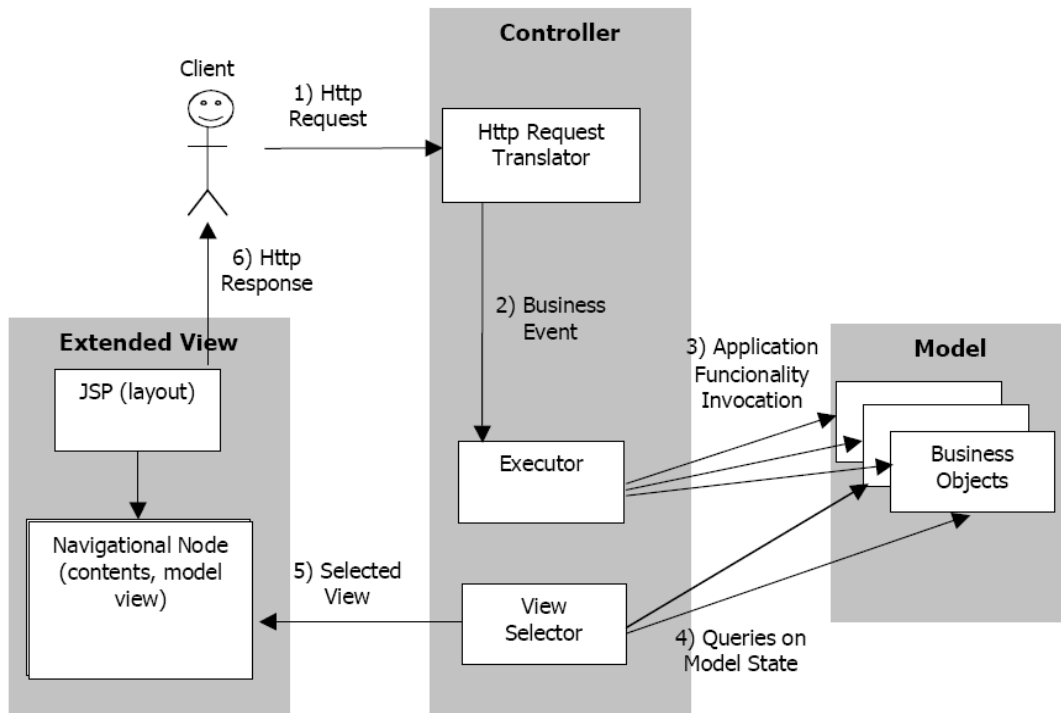 Controller
Client
1) Http
Request
Http Request
Translator
6) Http
Response
2) Business
Event
Extended View
JSP (layout)
3) Application
Funcionality
Invocation
Model
Executor
Business
Objects
Navigational Node
(contents, model
view)
5) Selected
View
View
Selector
4) Queries on
Model State